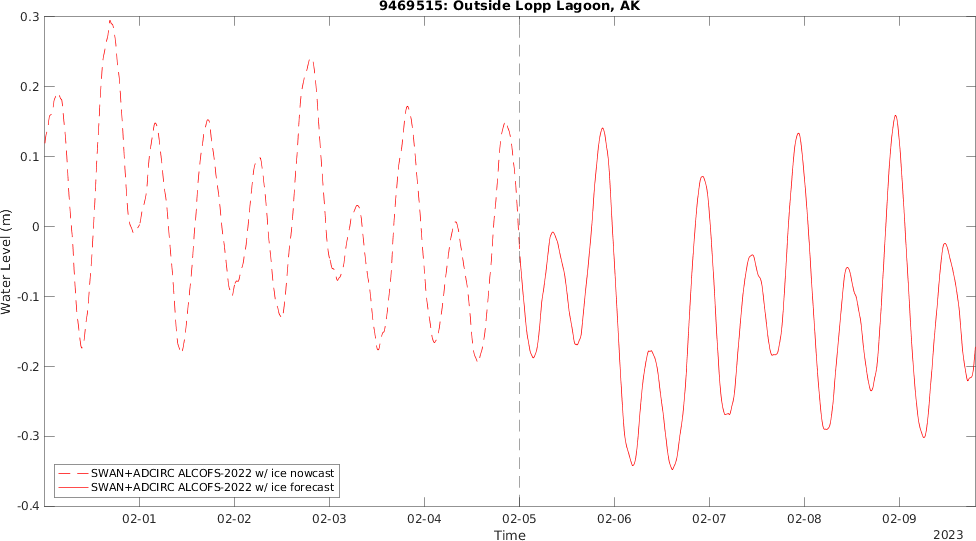 9469515: Outside Lopp Lagoon, AK
Water Level (m)
0.3
0.2
0.1
0
-0.1
-0.2
-0.3
-0.4
SWAN+ADCIRC ALCOFS-2022 w/ ice nowcast
SWAN+ADCIRC ALCOFS-2022 w/ ice forecast
02-01 02-02 02-03 02-04 02-05 02-06 02-07 02-08 02-09
Time
2023